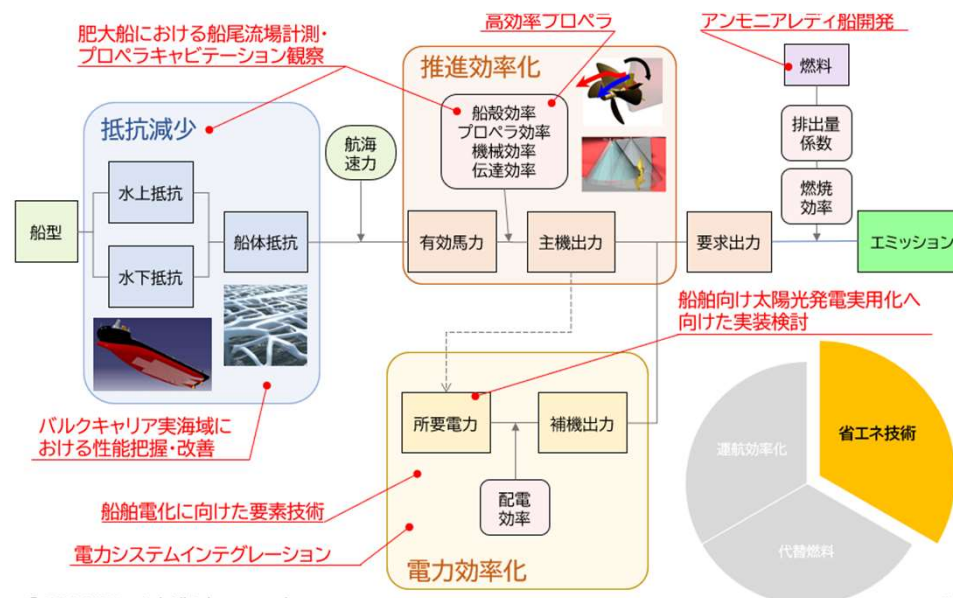 肥大船における船尾流場計測・
プロペラキャビテーション観察
高効率プロペラ
アンモニアレディ船開発
推進効率化
燃料
抵抗減少
航海
速力
船殻効率
プロペラ効率
機械効率
伝達効率
排出量
係数
燃焼
効率
船型
水上抵抗
水下抵抗
船体抵抗
有効馬力
主機出力
要求出力
エミッション
船舶向け太陽光発電実用化へ
向けた実装検討
バルクキャリア実海域に
おける性能把握・改善
所要電力
補機出力
省エネ技術
運航効率化
代替燃料
船舶電化に向けた要素技術
配電
効率
電力システムインテグレーション
電力効率化